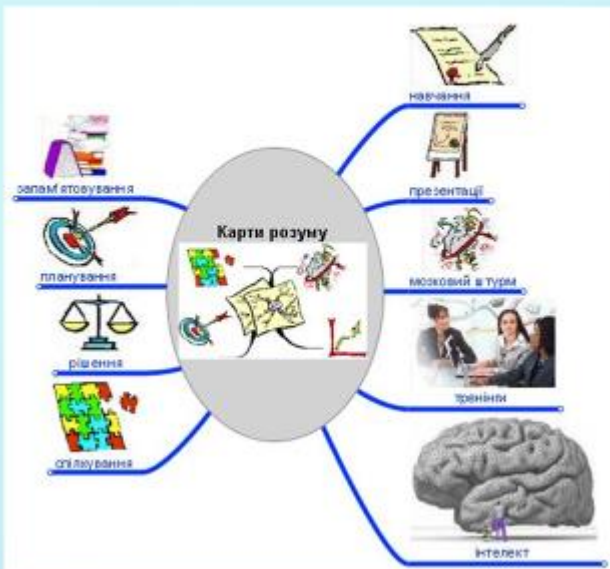 Карти розуму
запам'ятовування
планування
рішення
спілкування
навчання
презентації
мозковий штурм
тренінги
інтелект